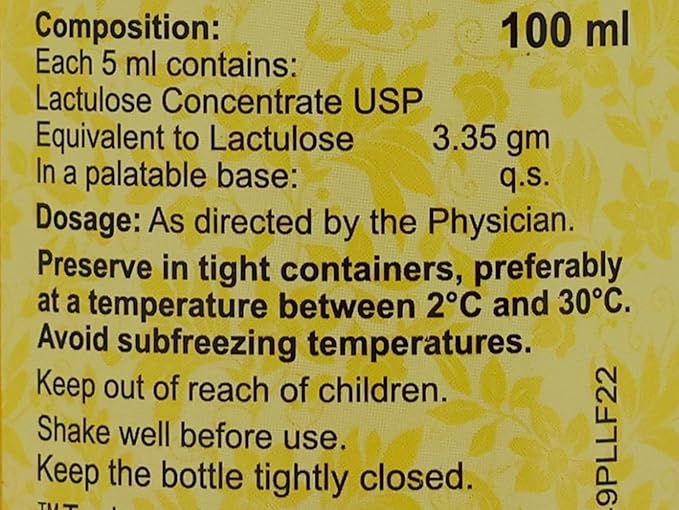 Composition: 100 ml
Each 5 ml contains:
Lactulose Concentrate USP
Equivalent to Lactulose 3.35 gm
In a palatable base: q.s.
Dosage: As directed by the Physician.
Preserve in tight containers, preferably
at a temperature between 2°C and 30°C.
Avoid subfreezing temperatures.
Keep out of reach of children.
Shake well before use.
Keep the bottle tightly closed.
9PLLF22